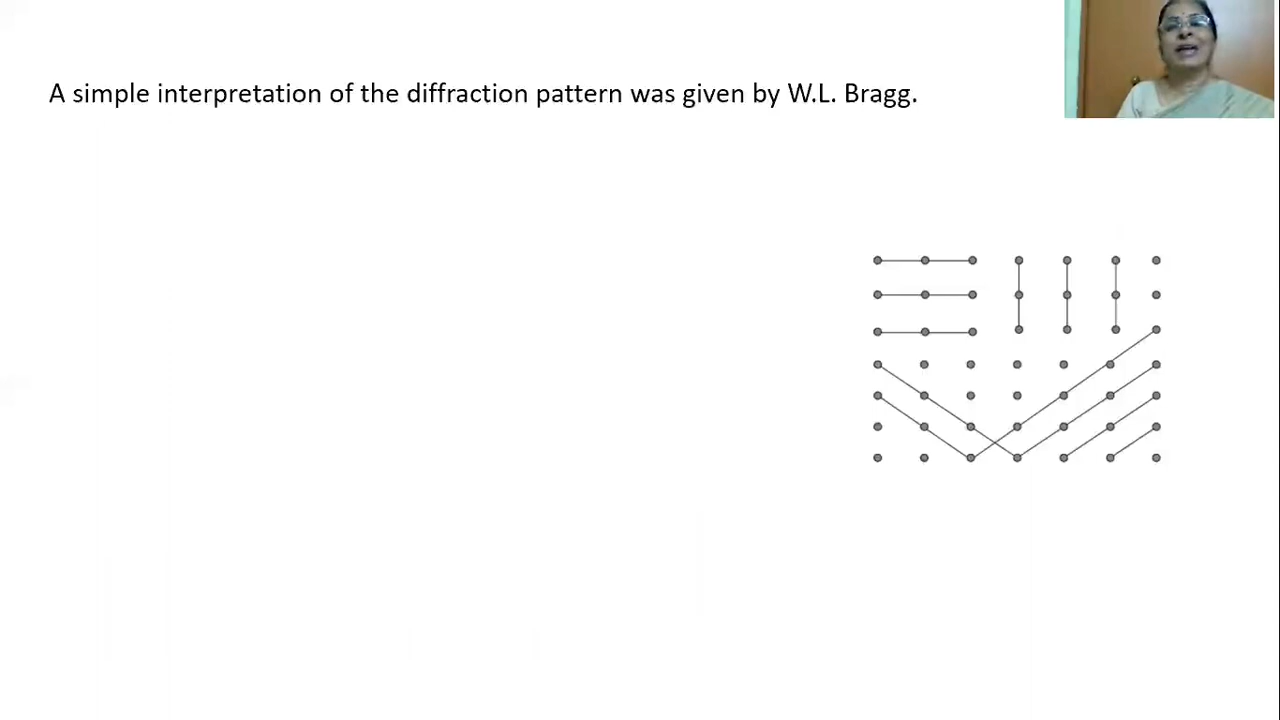 A simple interpretation of the diffraction pattern was given by W.L. Bragg.